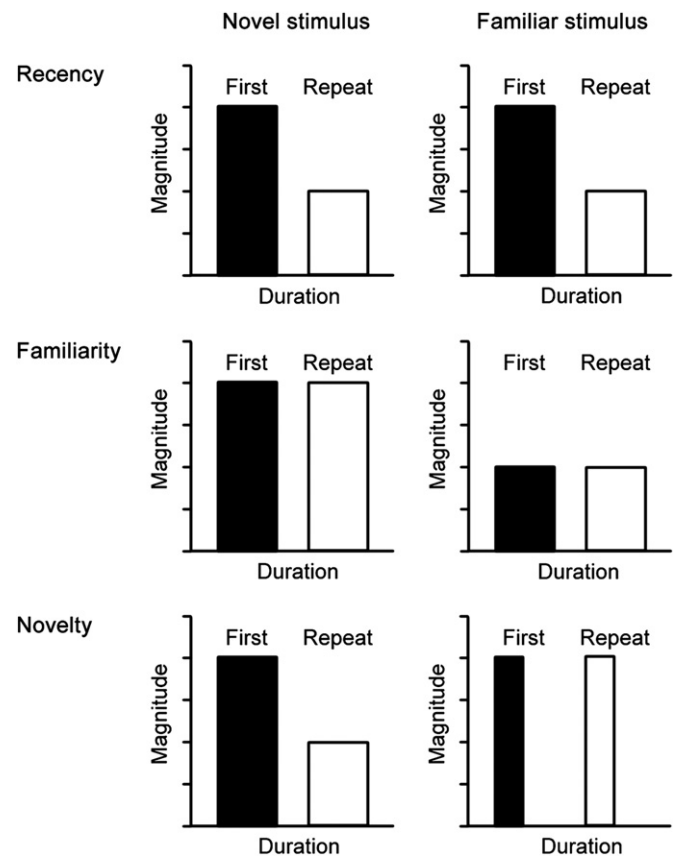 Novel stimulus Familiar stimulus
Recency
First Repeat First Repeat
Magnitude Magnitude
Duration Duration
Familiarity
First Repeat First Repeat
Magnitude Magnitude
Duration Duration
Novelty
First Repeat First Repeat
Magnitude Magnitude
Duration Duration